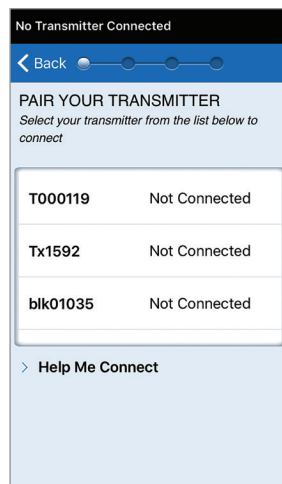 No Transmitter Connected
Back
PAIR YOUR TRANSMITTER
Select your transmitter from the list below to
connect
T000119 Not Connected
Tx1592 Not Connected
blk01035 Not Connected
> Help Me Connect